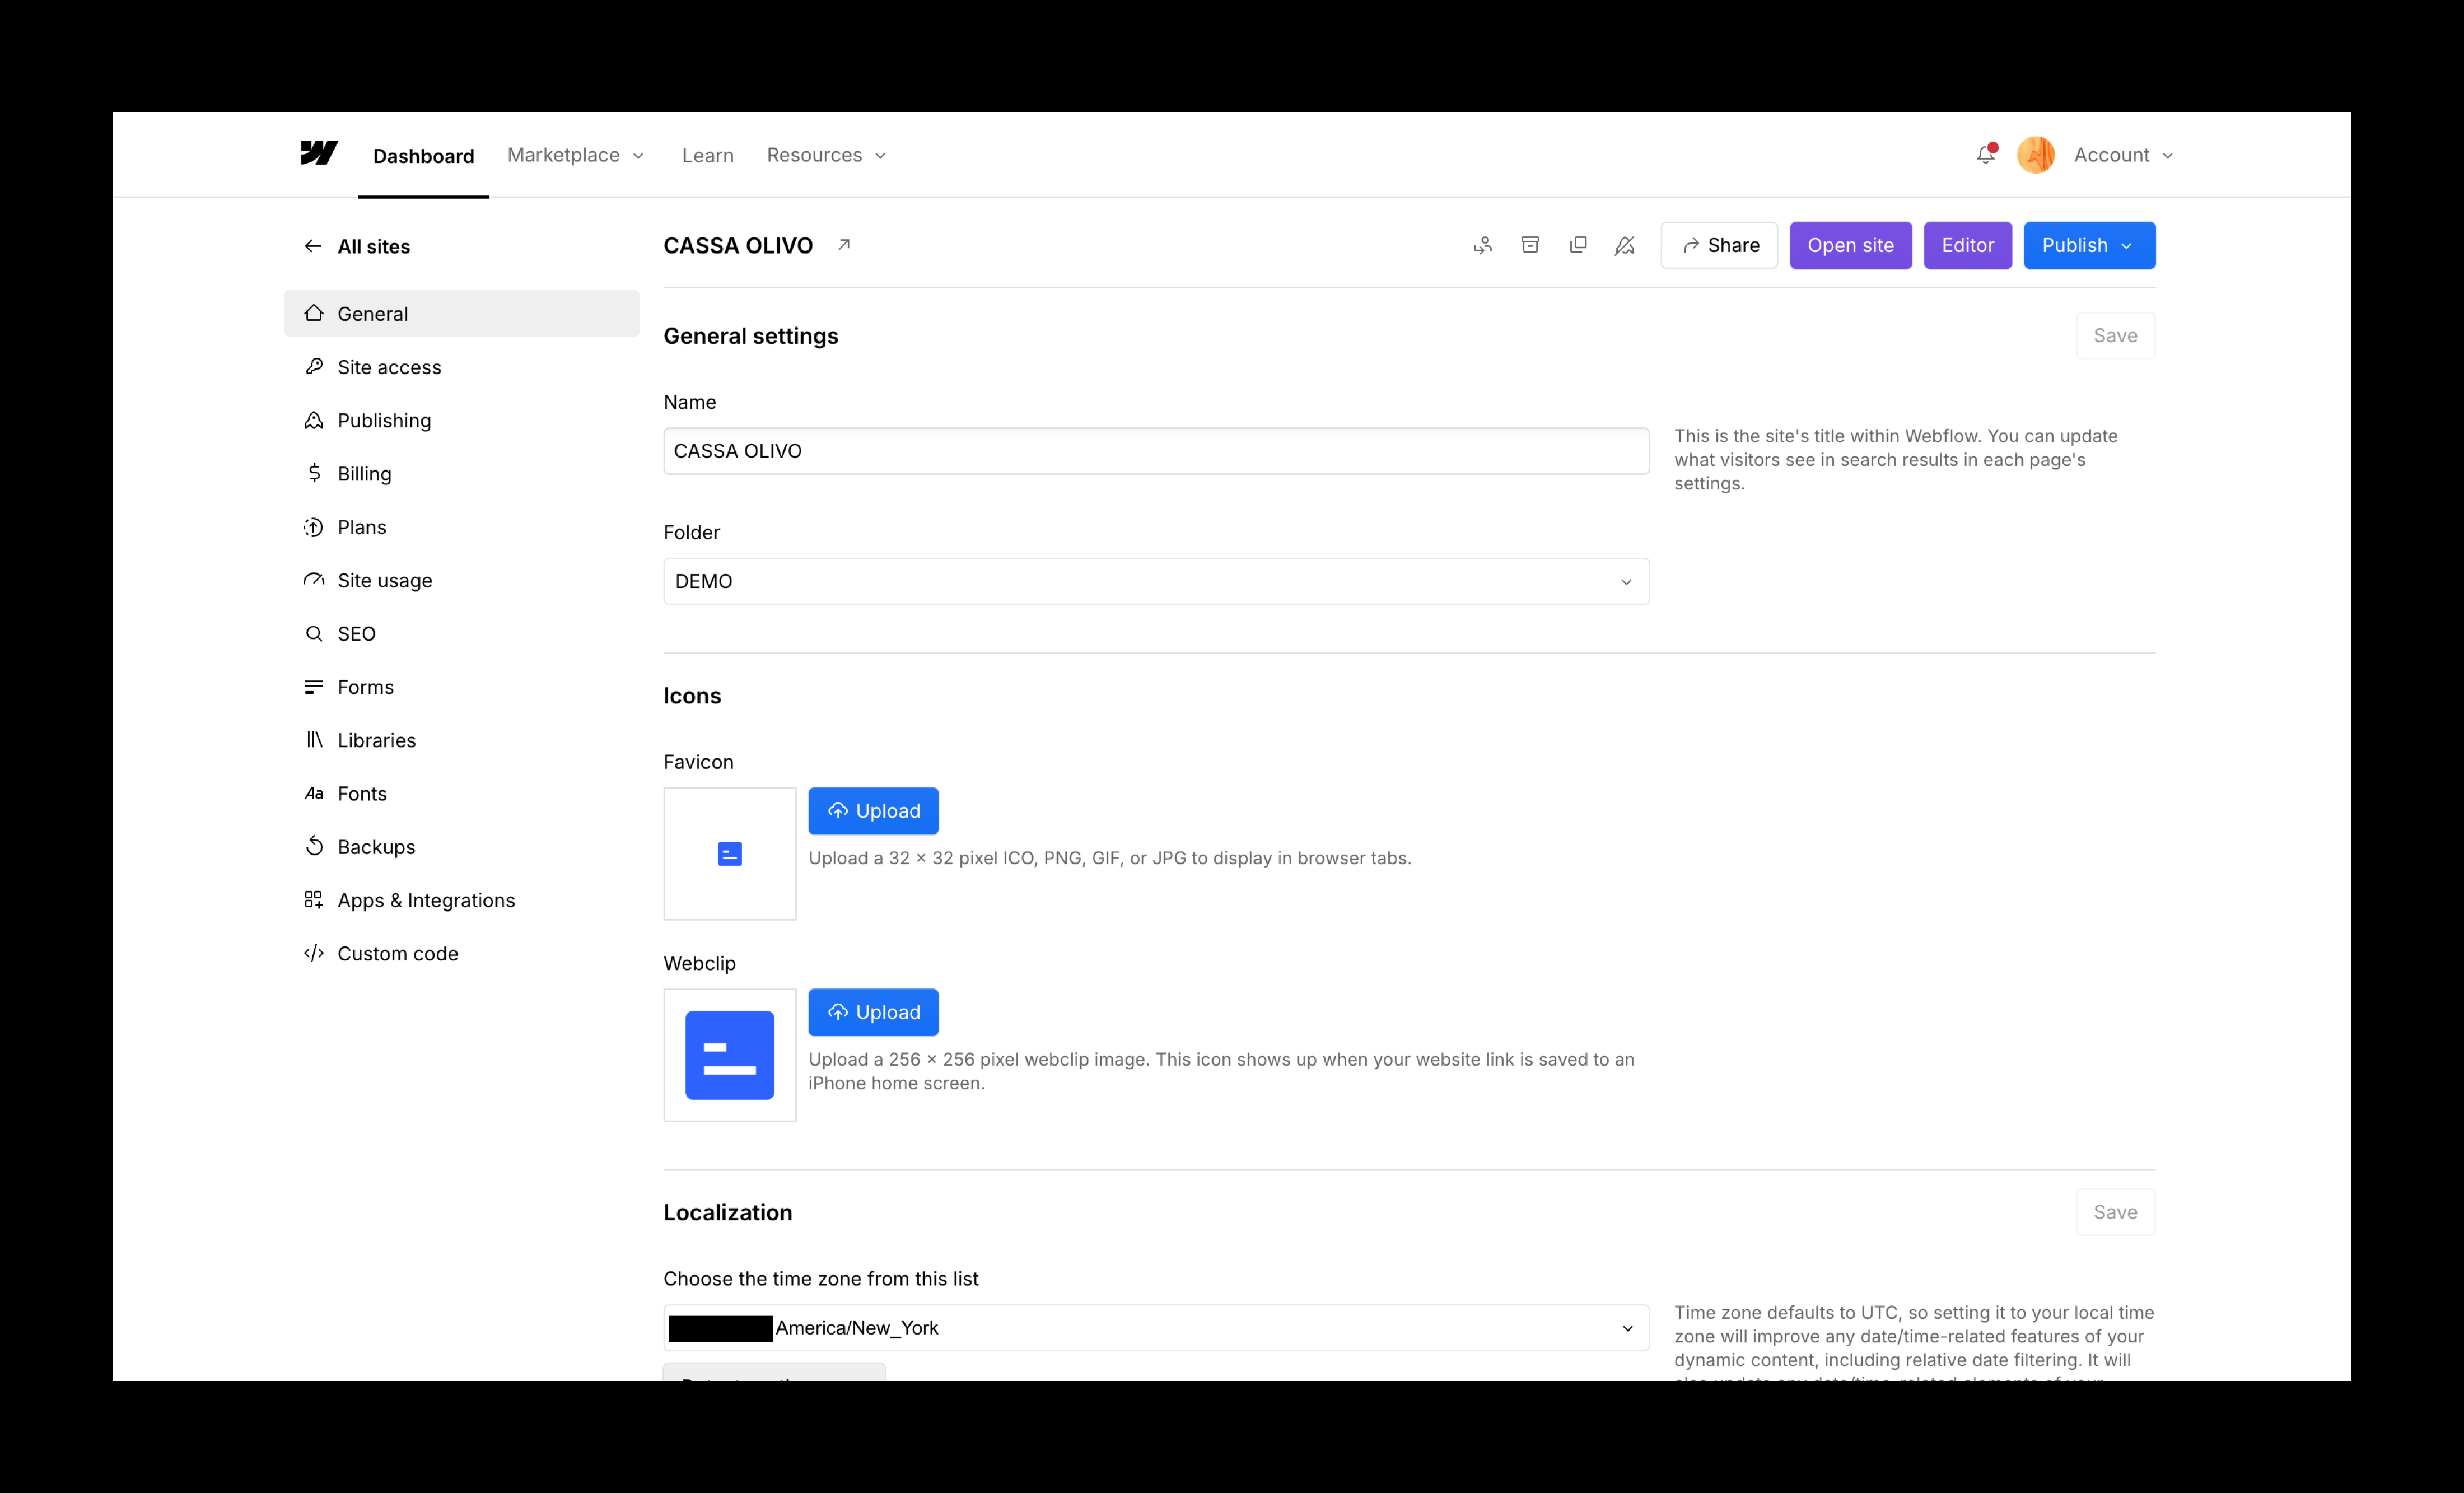 Dashboard
Marketplace
Learn
Resources
Account
All sites
CASSA OLIVO
Share
Open site
Editor
Publish
General
Site access
Publishing
Billing
Plans
Site usage
SEO
Forms
Libraries
Aa Fonts
Backups
Apps & Integrations
Custom code
General settings
Save
Name
CASSA OLIVO
This is the site's title within Webflow. You can update
what visitors see in search results in each page's
settings.
Folder
DEMO
Icons
Favicon
Upload
Upload a 32 × 32 pixel ICO, PNG, GIF, or JPG to display in browser tabs.
Webclip
Upload
Upload a 256 × 256 pixel webclip image. This icon shows up when your website link is saved to an
iPhone home screen.
Localization
Save
Choose the time zone from this list
America/New_York
Time zone defaults to UTC, so setting it to your local time
zone will improve any date/time-related features of your
dynamic content, including relative date filtering. It will